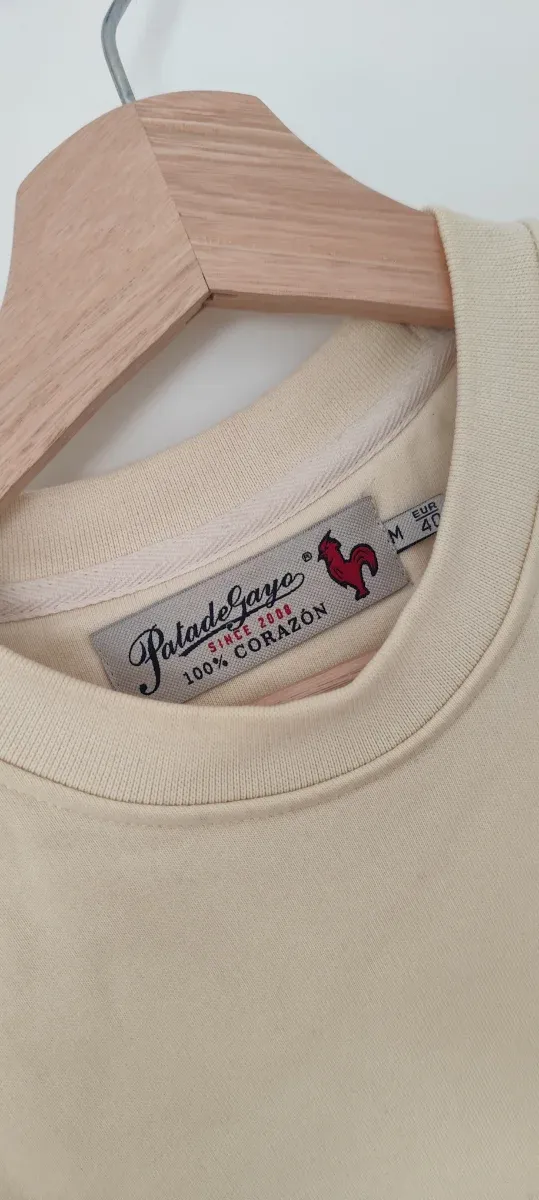 PatadeGayo®
SINCE 2008
100% CORAZÓN
M
EUR
40